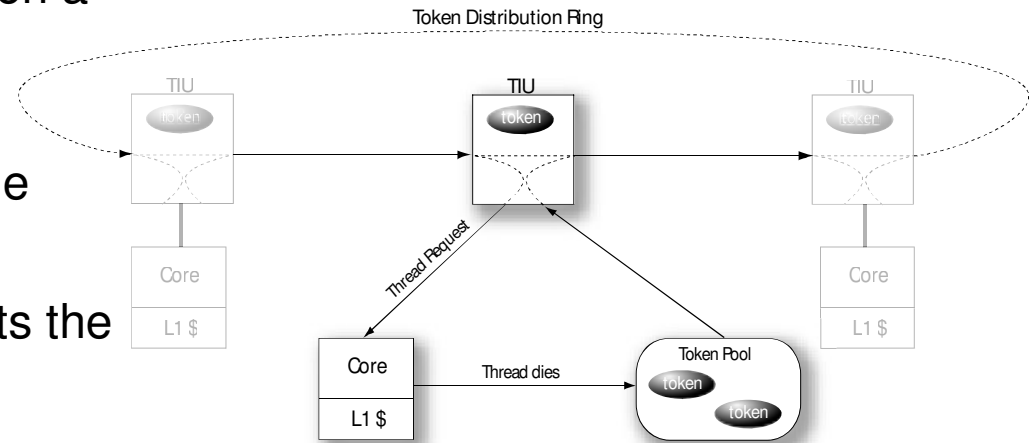 on a
Token Distribution Ring
TIU
TIU
TIU
token
token
token
e
Thread Request
Core
Core
ts the
L1 $
L1 $
Core
Thread dies
Token Pool
token
L1 $
token